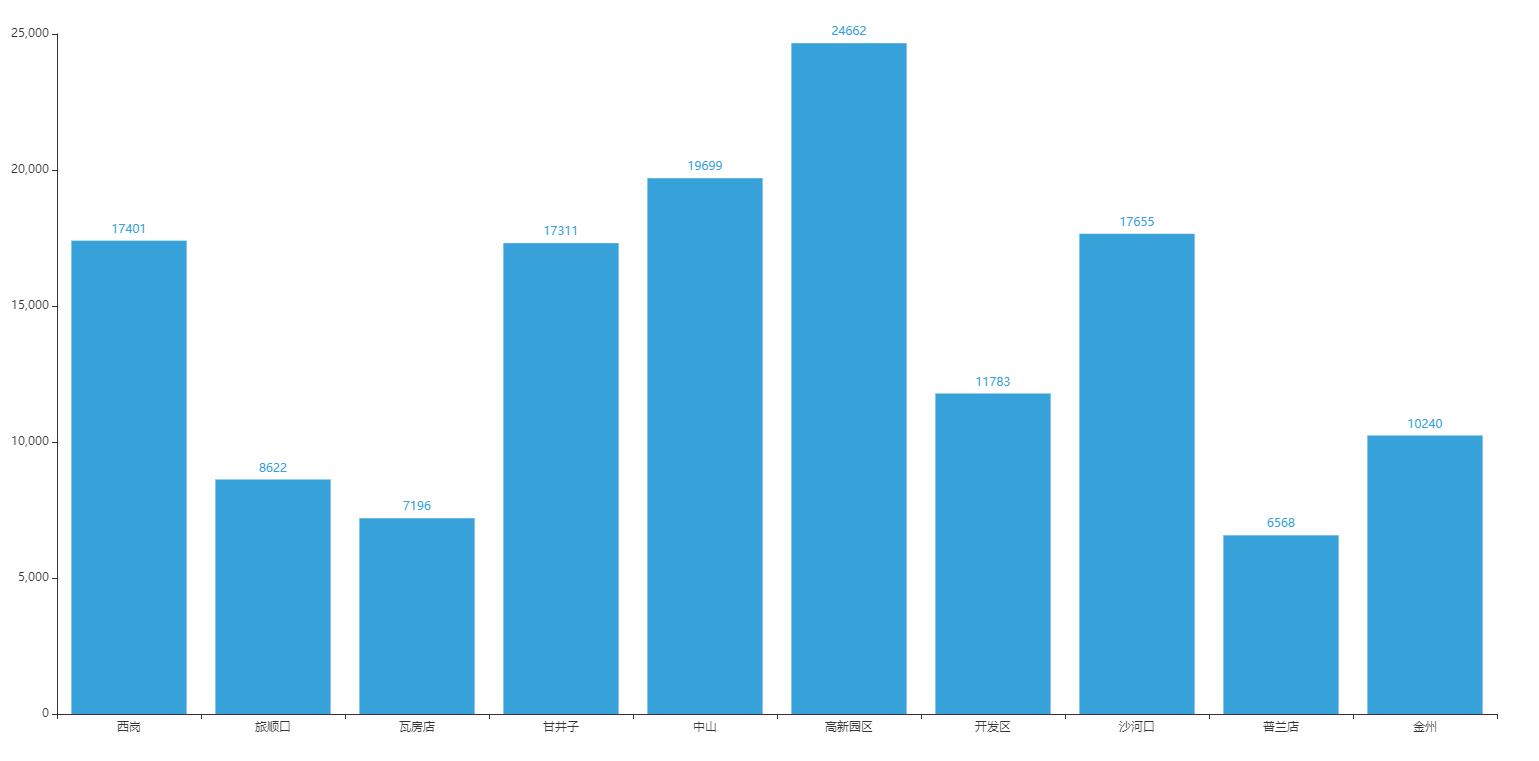 25,000
20,000
15,000
10,000
5,000
0
17401
8622
7196
17311
19699
24662
11783
17655
6568
10240
西岗
旅顺口
瓦房店
甘井子
中山
高新园区
开发区
沙河口
普兰店
金州